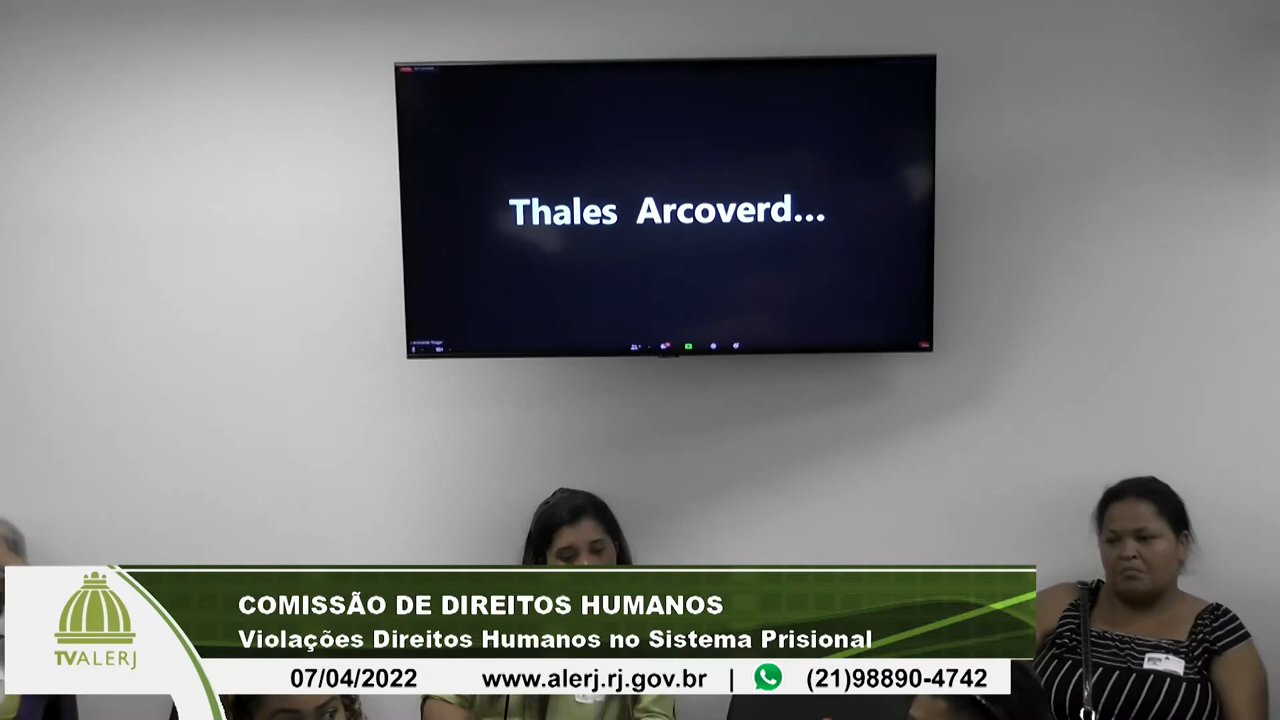 Thales Arcoverd...
COMISSÃO DE DIREITOS HUMANOS
Violações Direitos Humanos no Sistema Prisional
TVALERJ
07/04/2022 www.alerj.rj.gov.br | (21)98890-4742